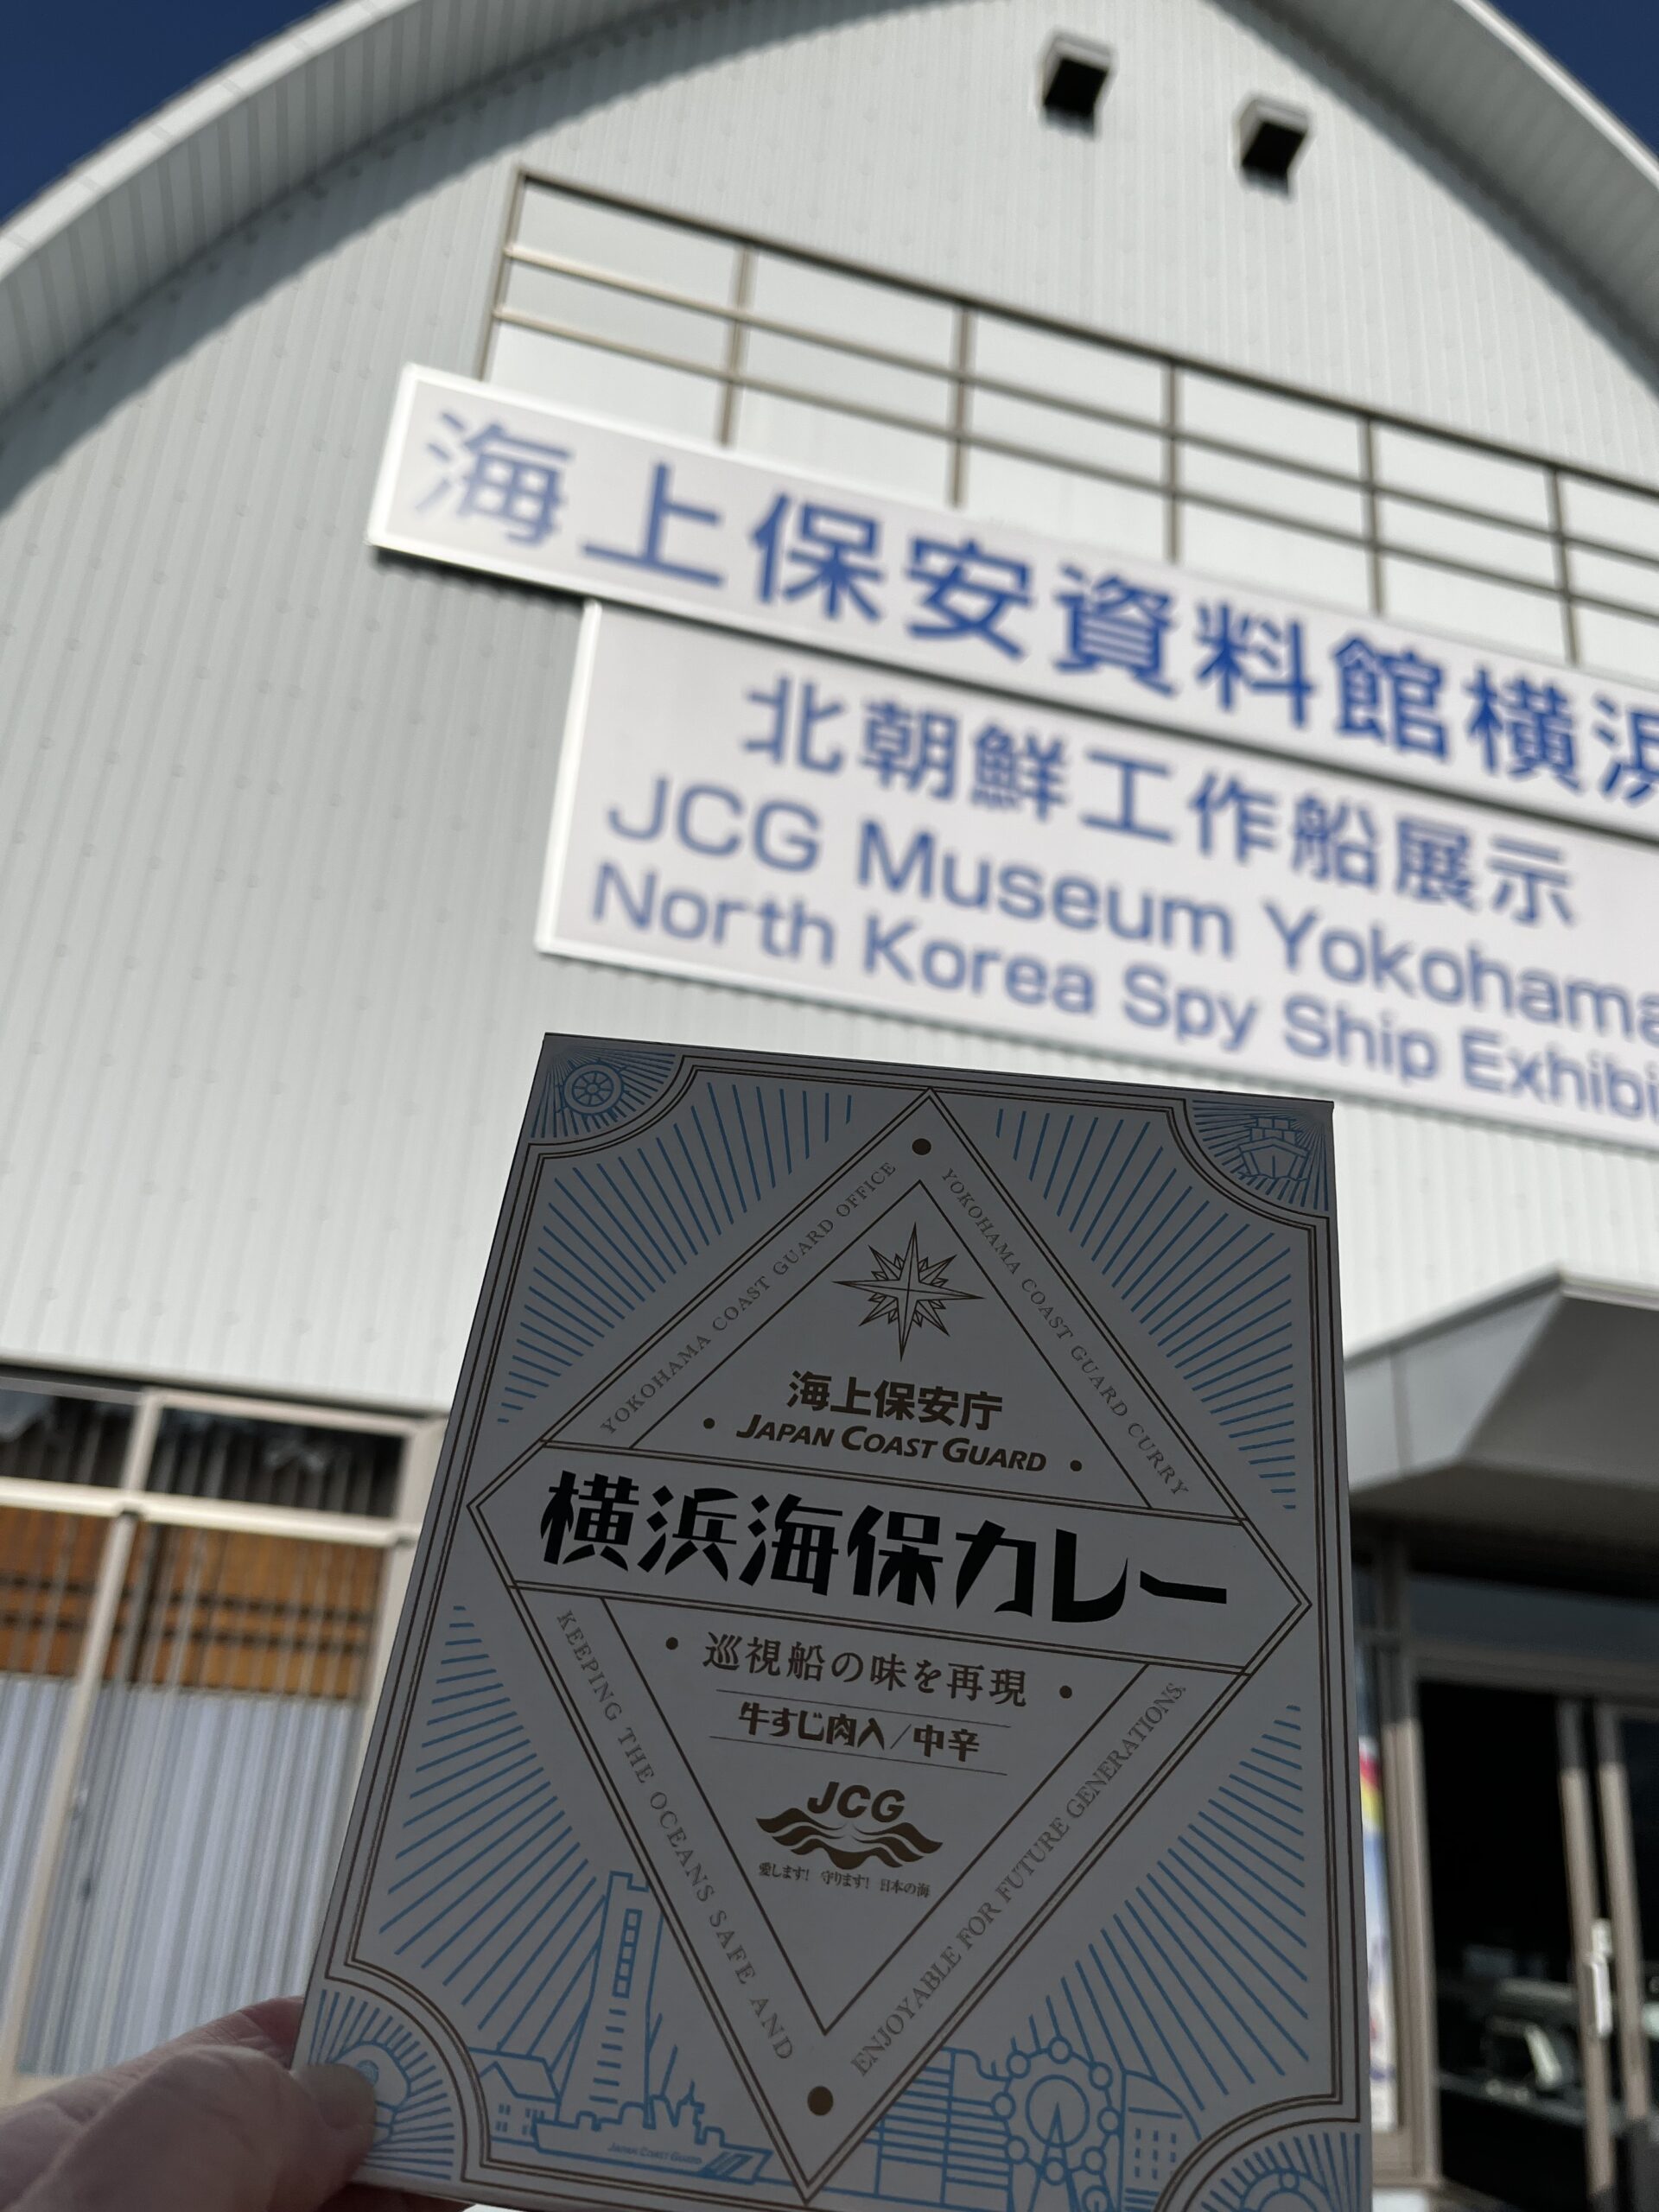 海上保安資料館横浜
北朝鮮工作船展示
JCG Museum Yokohama
North Korea Spy Ship Exhibi
YOKOHAMA COAST GUARD OFFICE
YOKOHAMA COAST GUARD CURRY
海上保安庁
JAPAN COAST GUARD
横浜海保カレー
巡視船の味を再現
牛すじ肉入/中辛
JCG
愛します! 守ります! 日本の海
KEEPING THE OCEANS SAFE AND
ENJOYABLE FOR FUTURE GENERATIONS.
JAPAN COAST GUARD